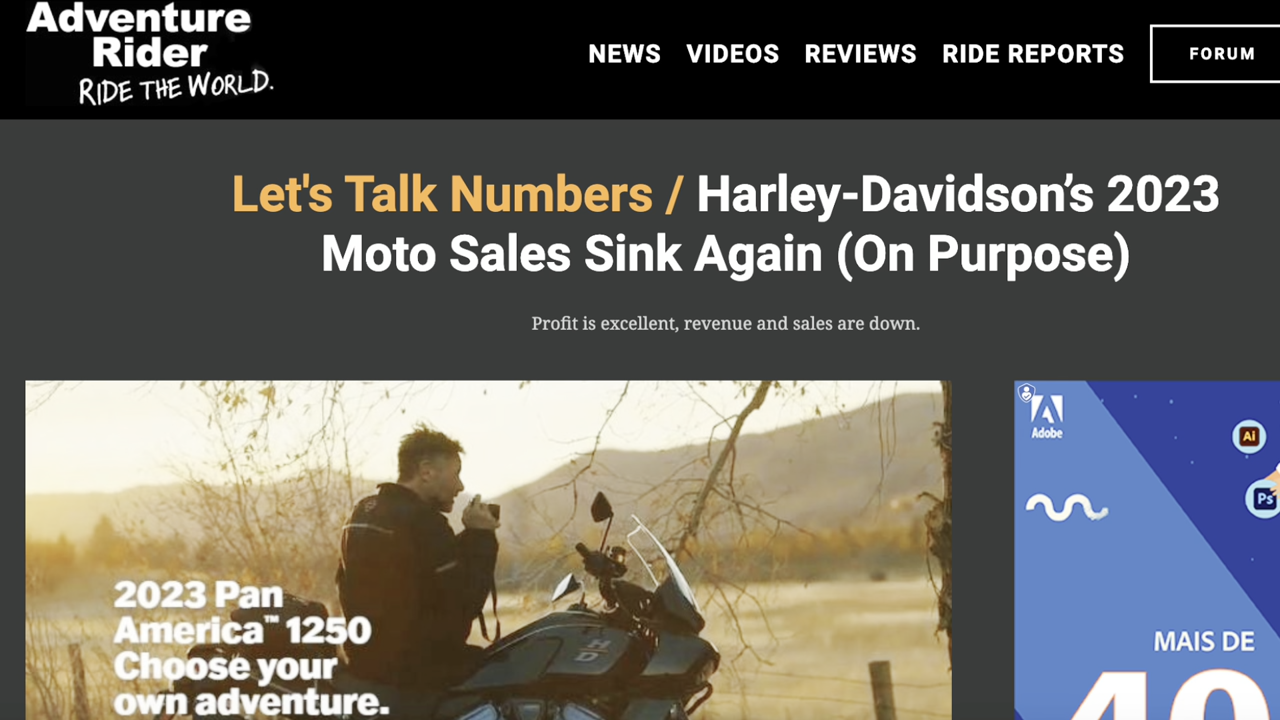 Adventure
Rider
RIDE THE WORLD.
NEWS VIDEOS REVIEWS RIDE REPORTS FORUM
Let's Talk Numbers / Harley-Davidson’s 2023
Moto Sales Sink Again (On Purpose)
Profit is excellent, revenue and sales are down.
Adobe
Ai
Ps
2023 Pan
America™ 1250
Choose your
own adventure.
H
D
MAIS DE
40